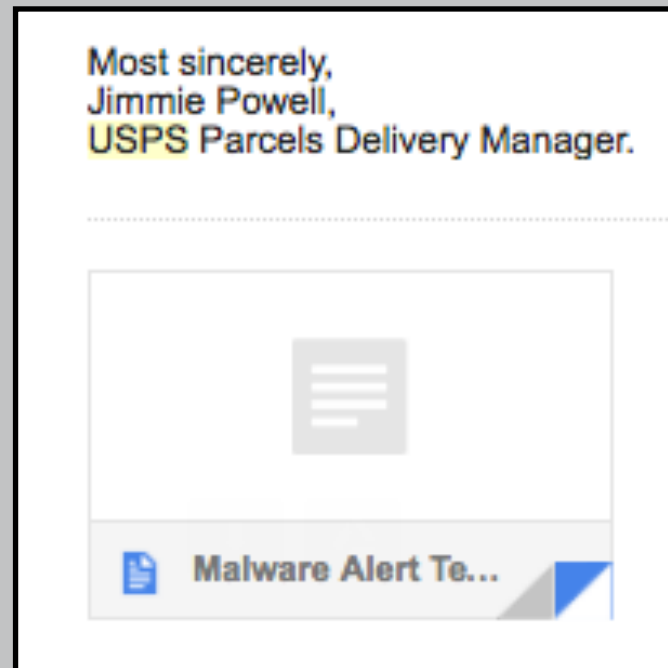 Most sincerely,
Jimmie Powell,
USPS Parcels Delivery Manager.
Malware Alert Te...